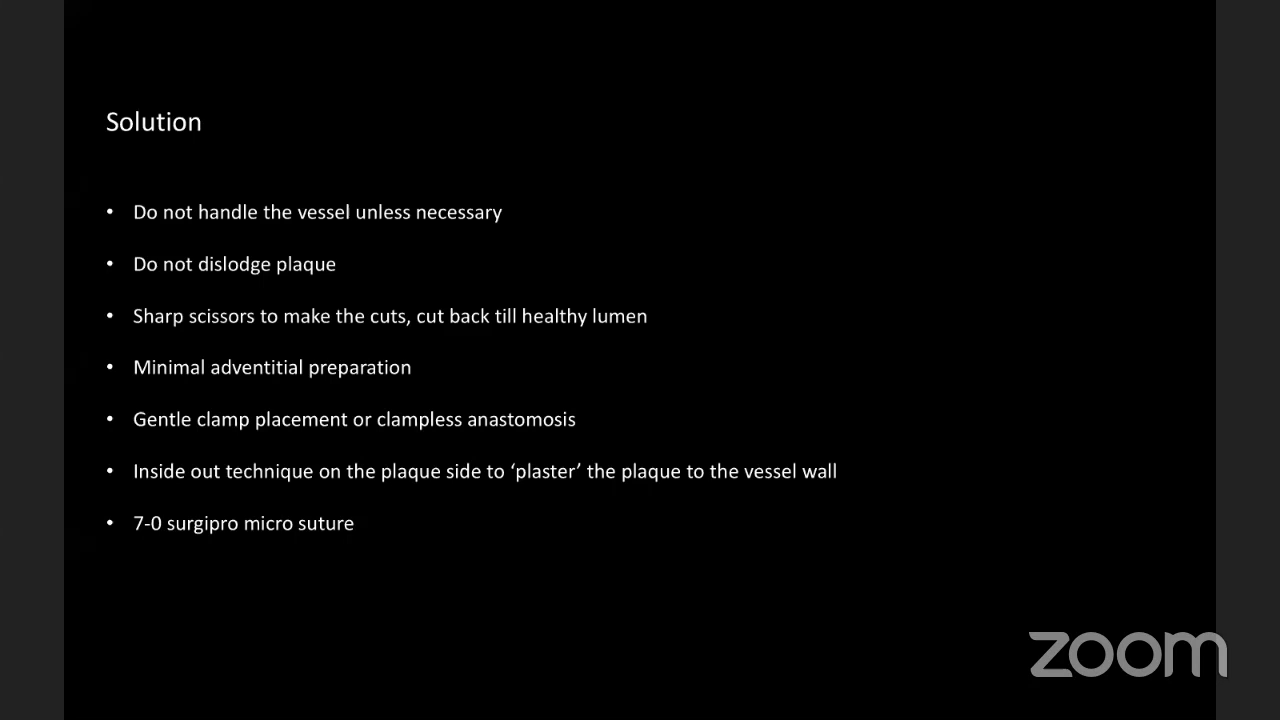 Solution
• Do not handle the vessel unless necessary
• Do not dislodge plaque
• Sharp scissors to make the cuts, cut back till healthy lumen
• Minimal adventitial preparation
• Gentle clamp placement or clampless anastomosis
• Inside out technique on the plaque side to ‘plaster’ the plaque to the vessel wall
• 7-0 surgipro micro suture
zoom